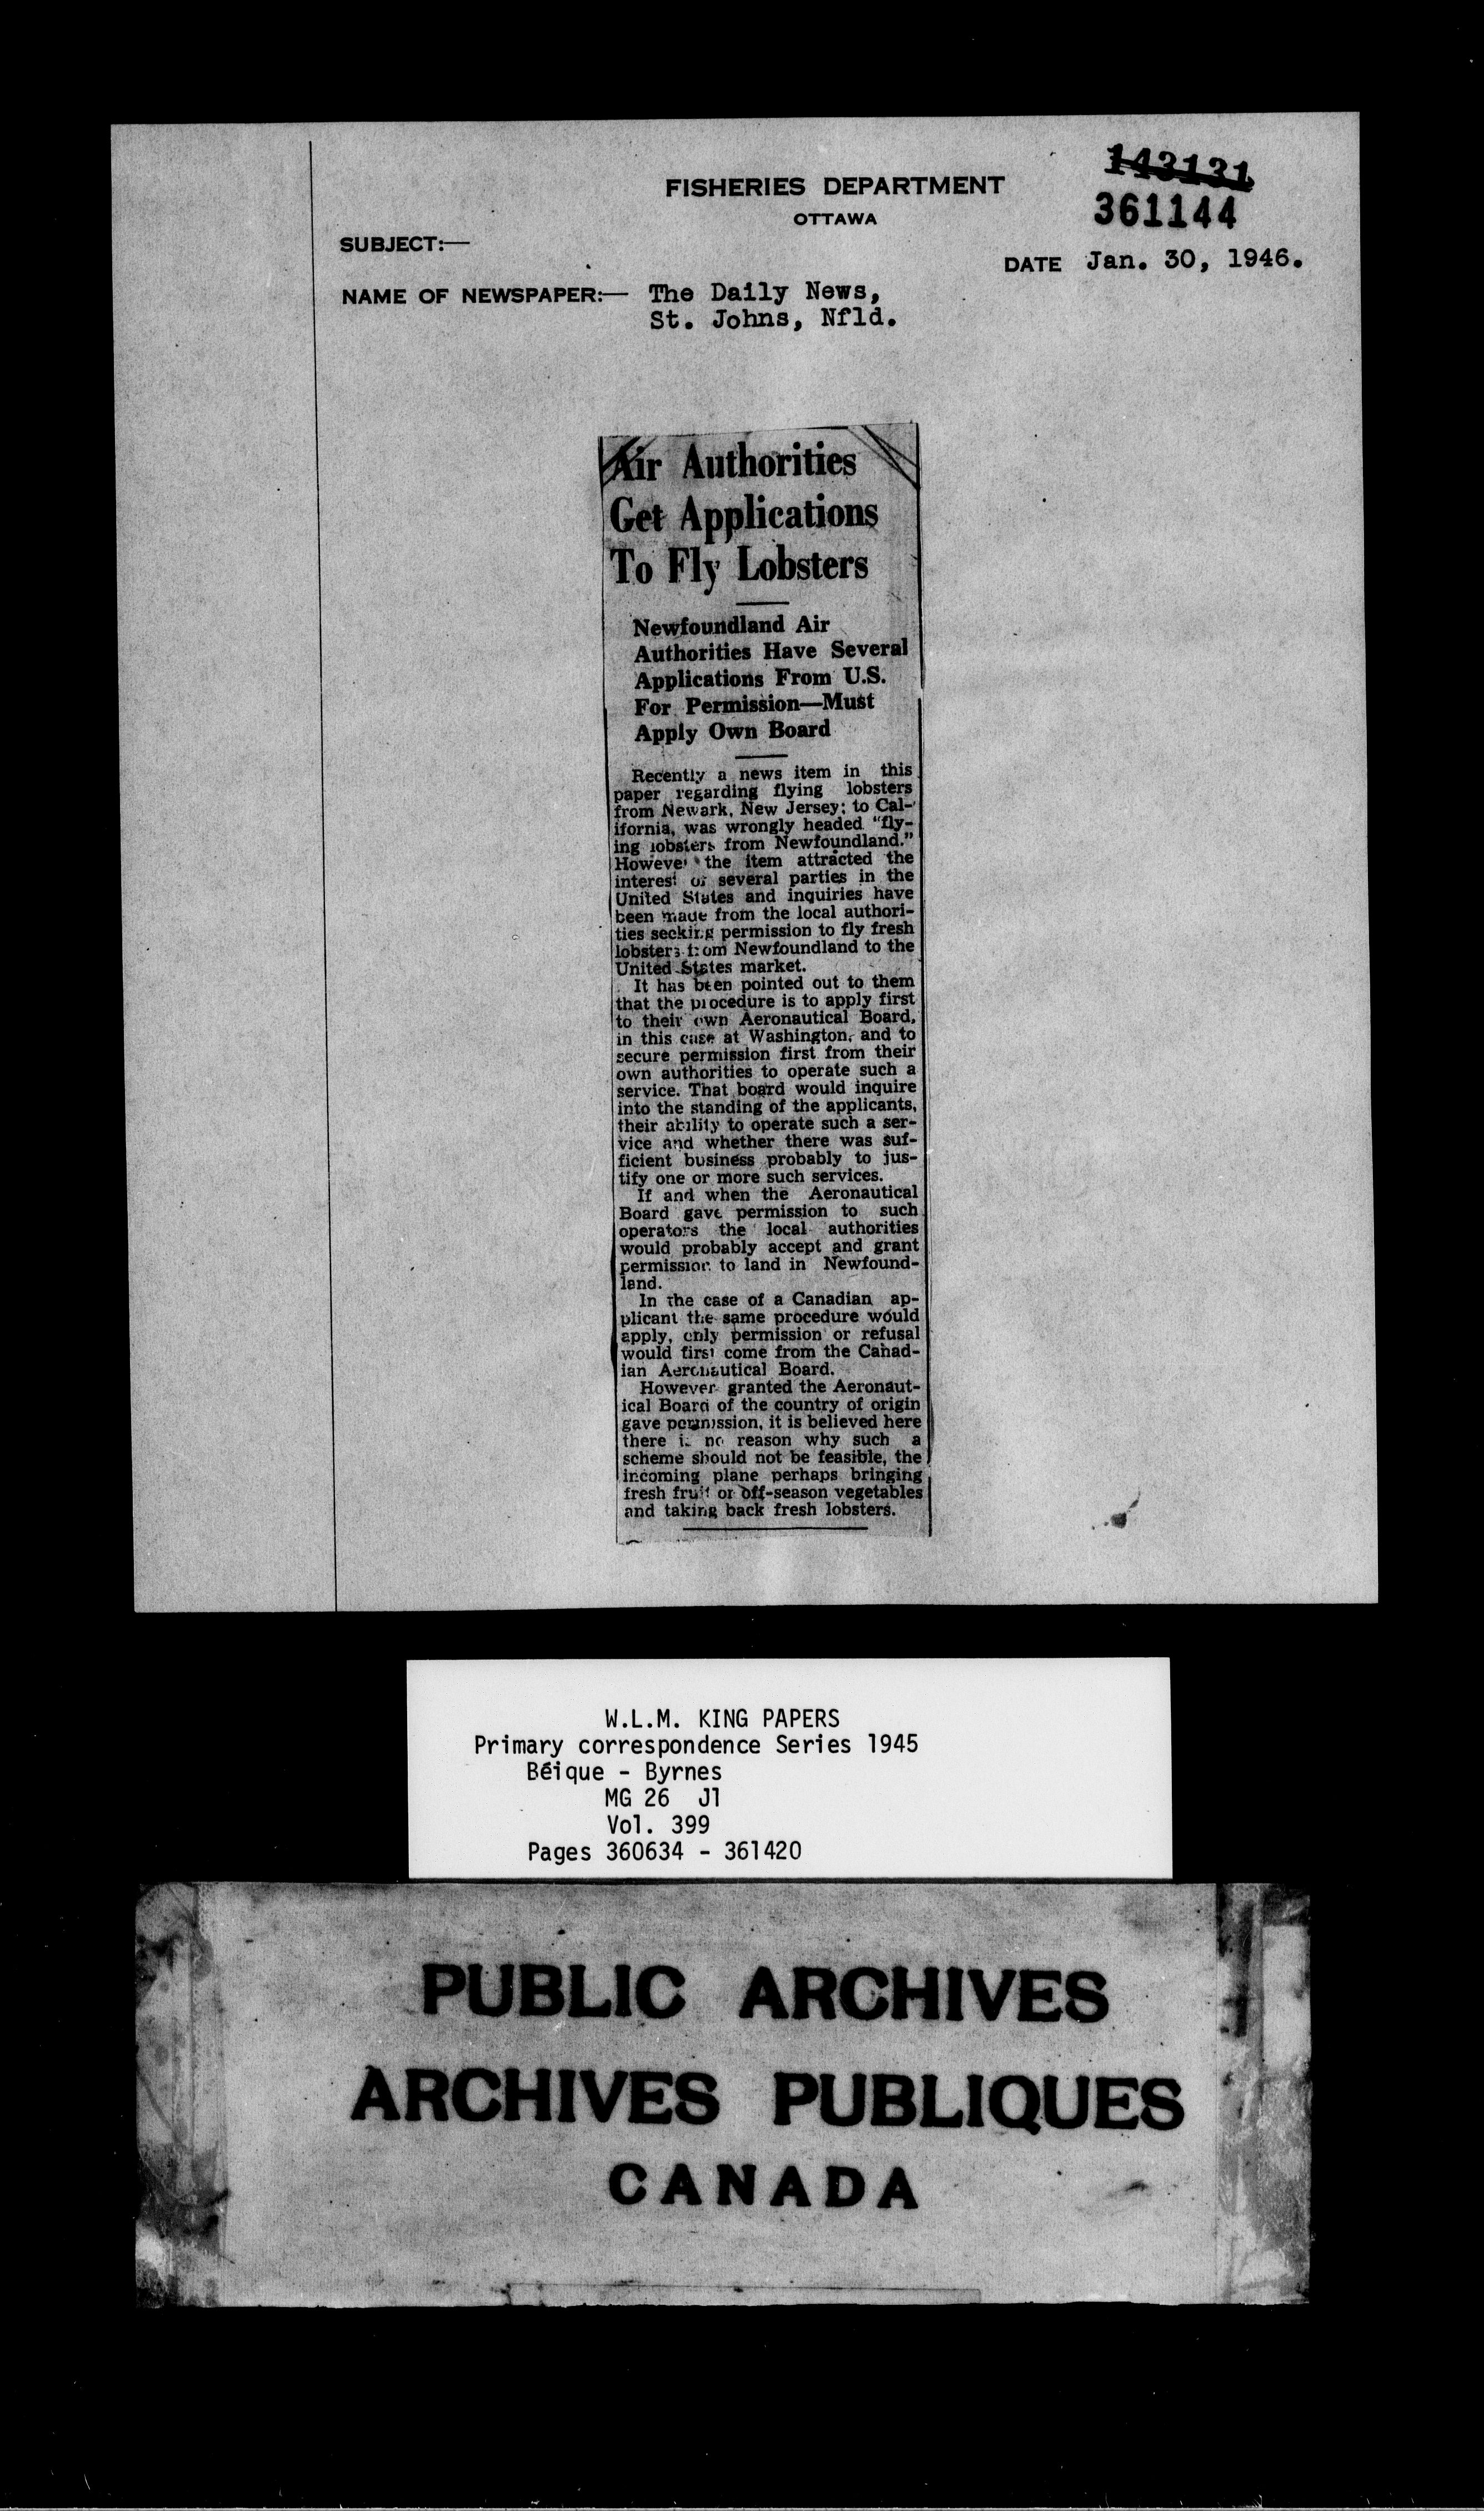 143131
FISHERIES DEPARTMENT
361144
OTTAWA
SUBJECT:—
DATE Jan. 30, 1946.
NAME OF NEWSPAPER:— The Daily News,
St. Johns, Nfld.
Air Authorities
Get Applications
To Fly Lobsters
Newfoundland Air
Authorities Have Several
Applications From U.S.
For Permission—Must
Apply Own Board
Recently a news item in this
paper regarding flying lobsters
from Newark, New Jersey; to Cal-
ifornia, was wrongly headed "fly-
ing lobsters from Newfoundland."
However the item attracted the
interest of several parties in the
United States and inquiries have
been made from the local authori-
ties seeking permission to fly fresh
lobsters from Newfoundland to the
United States market.
It has been pointed out to them
that the procedure is to apply first
to their own Aeronautical Board,
in this case at Washington, and to
secure permission first from their
own authorities to operate such a
service. That board would inquire
into the standing of the applicants,
their ability to operate such a ser-
vice and whether there was suf-
ficient business probably to jus-
tify one or more such services.
If and when the Aeronautical
Board gave permission to such
operators the local authorities
would probably accept and grant
permission to land in Newfound-
land.
In the case of a Canadian ap-
plicant the same procedure would
apply, only permission or refusal
would first come from the Canad-
ian Aeronautical Board.
However granted the Aeronaut-
ical Board of the country of origin
gave permission, it is believed here
there is no reason why such a
scheme should not be feasible, the
incoming plane perhaps bringing
fresh fruit or off-season vegetables
and taking back fresh lobsters.
W.L.M. KING PAPERS
Primary correspondence Series 1945
Béique - Byrnes
MG 26 J1
Vol. 399
Pages 360634 - 361420
PUBLIC ARCHIVES
ARCHIVES PUBLIQUES
CANADA